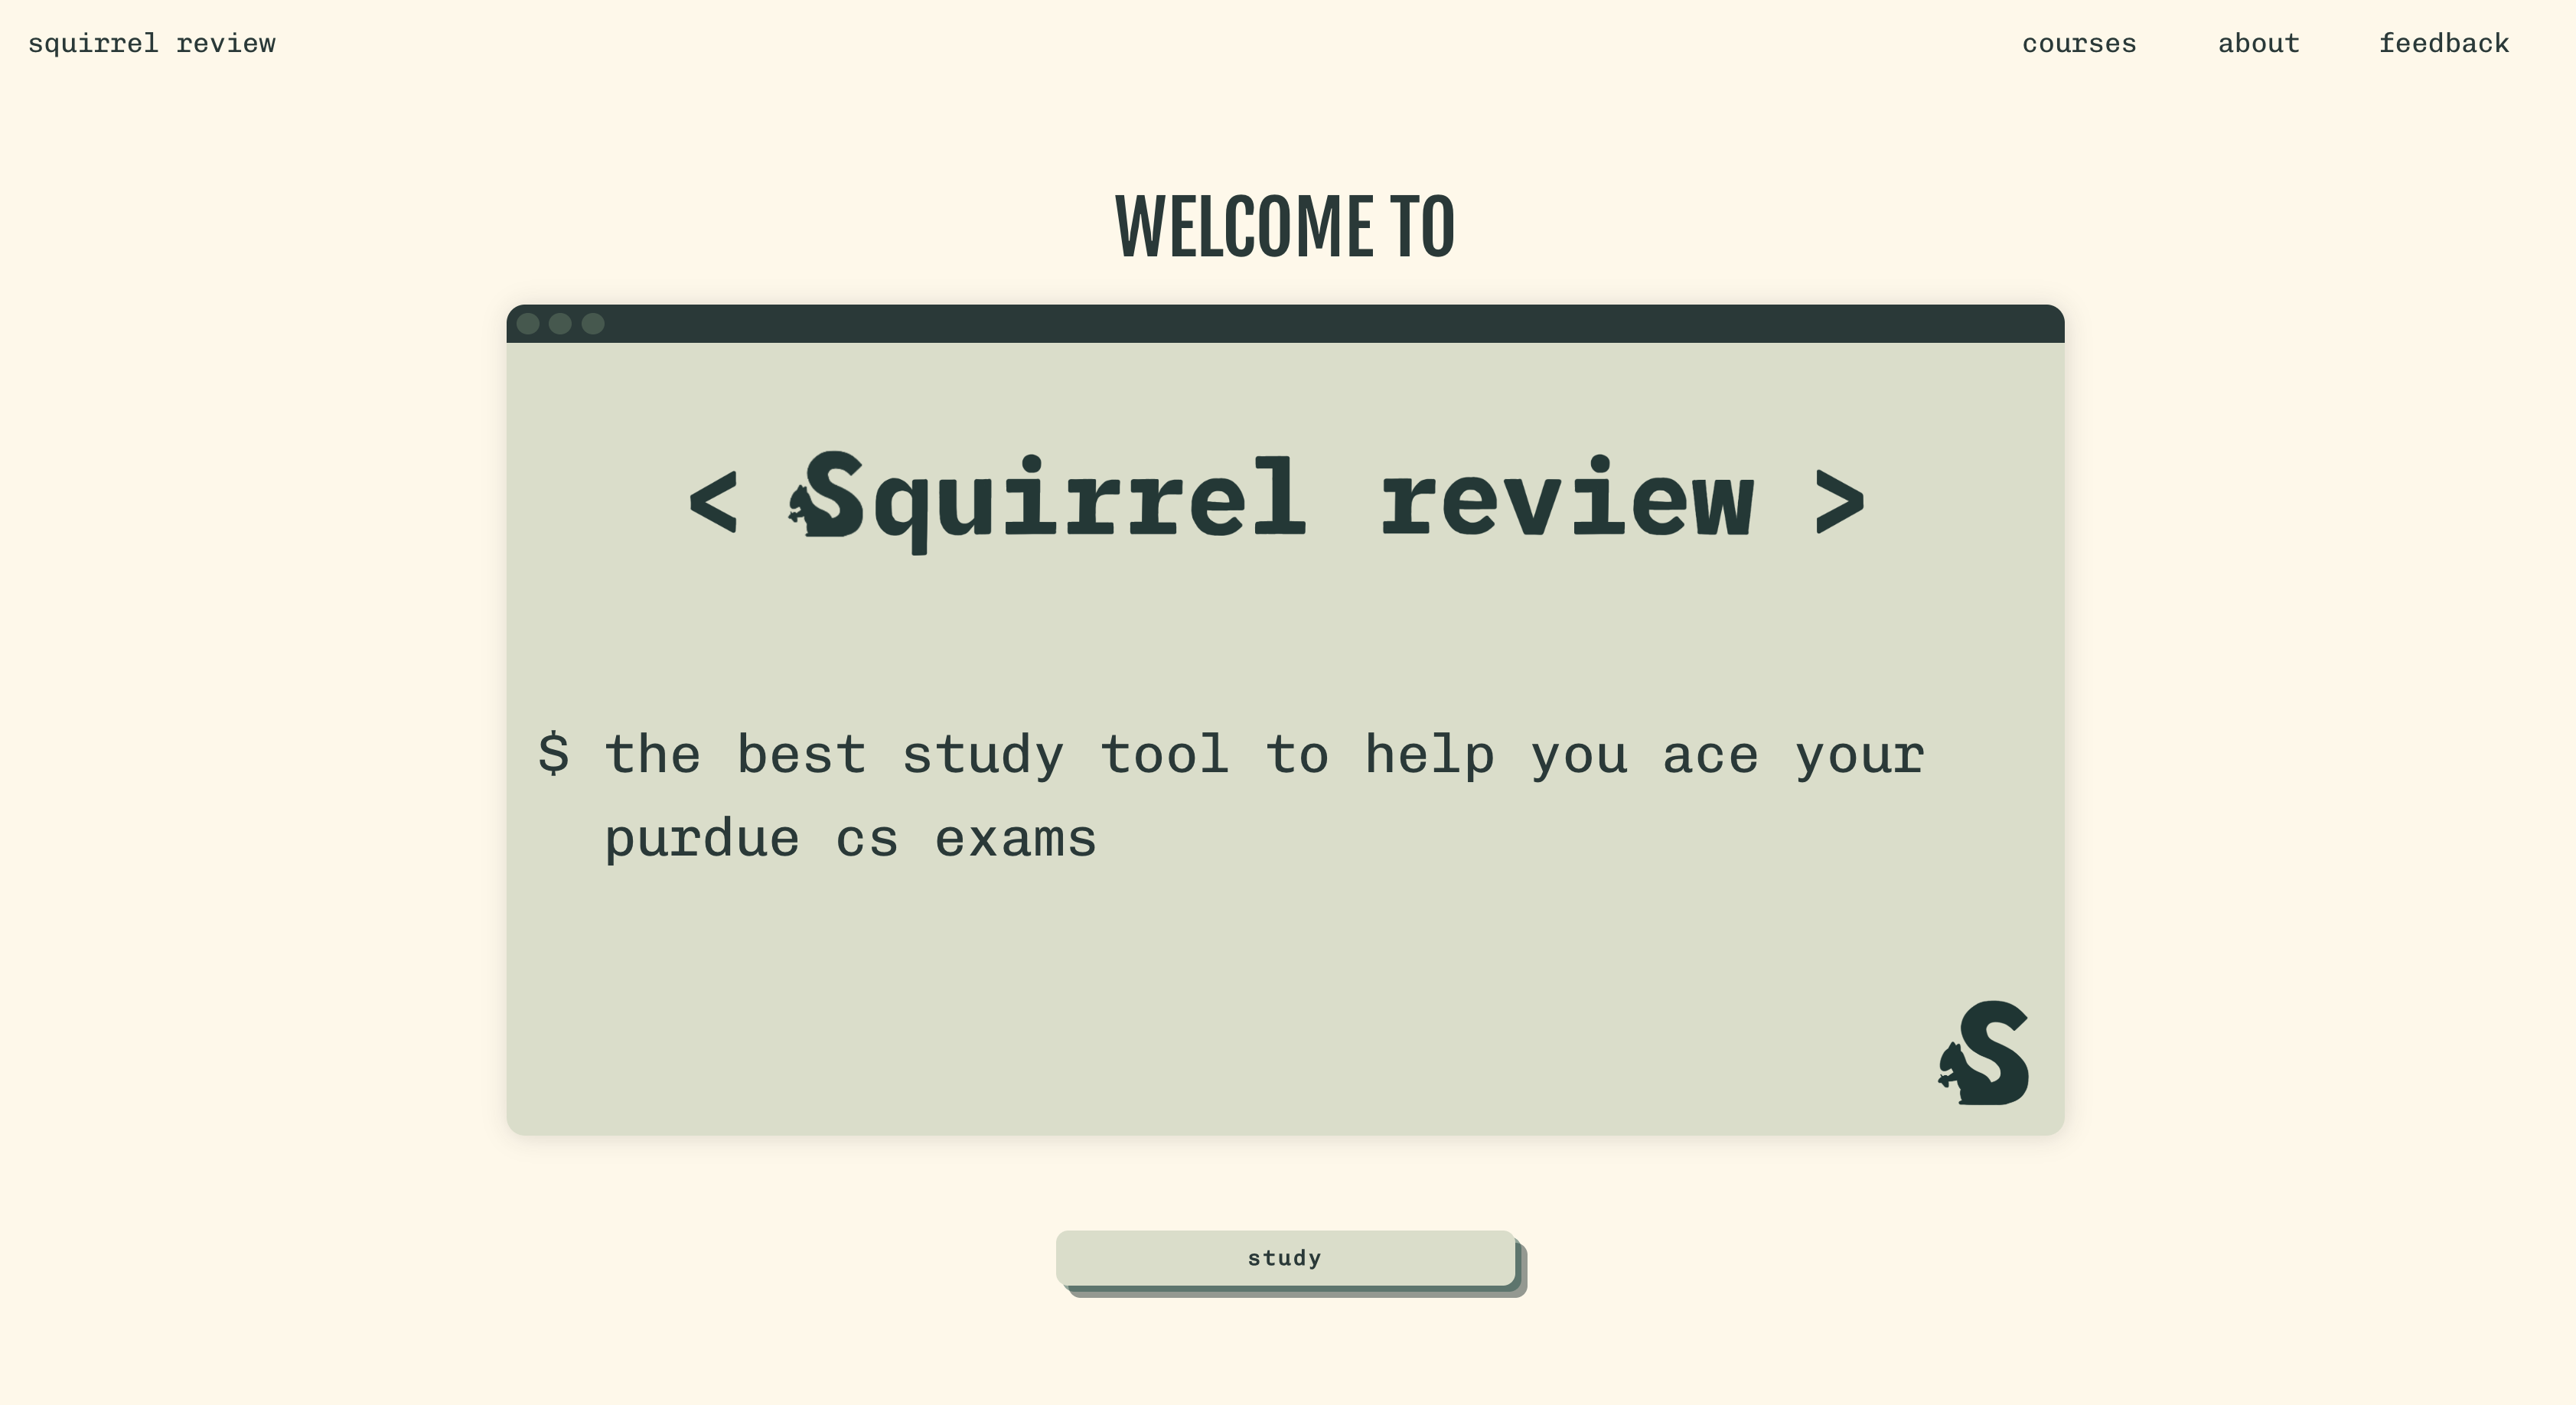 squirrel review
courses about feedback
WELCOME TO
< Squirrel review >
$ the best study tool to help you ace your
purdue cs exams
S
study